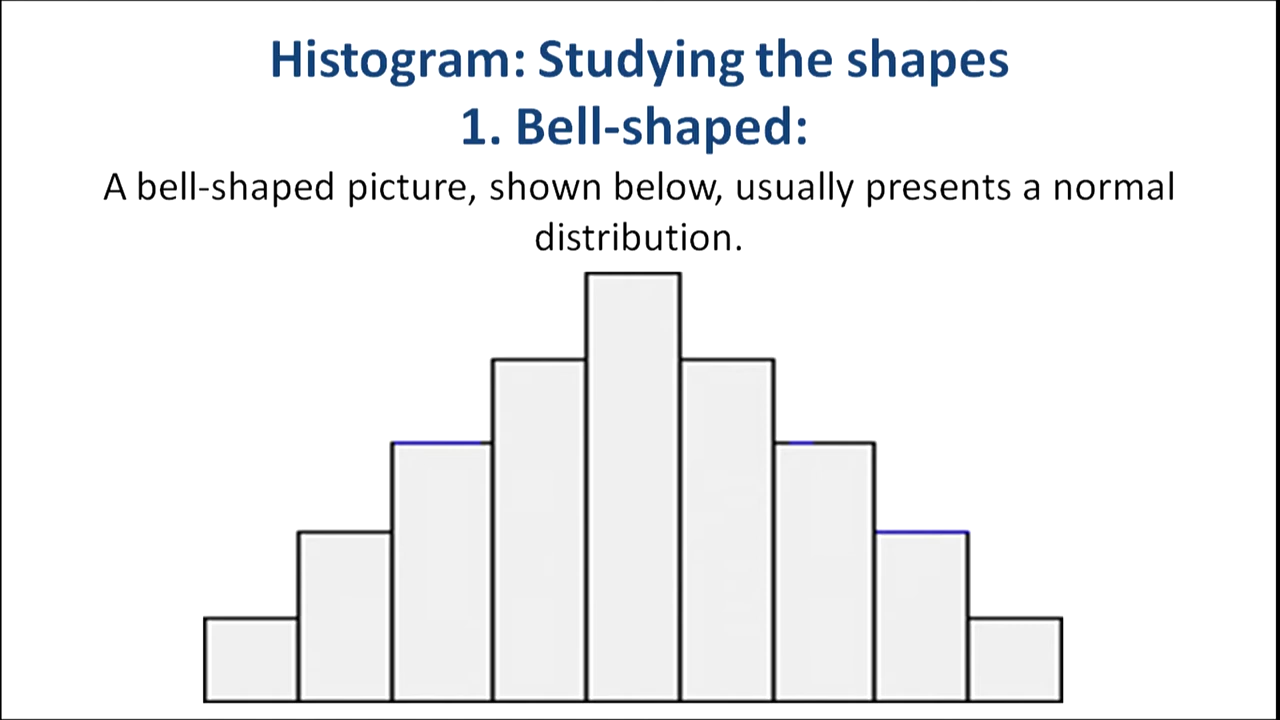 Histogram: Studying the shapes
1. Bell-shaped:
A bell-shaped picture, shown below, usually presents a normal
distribution.